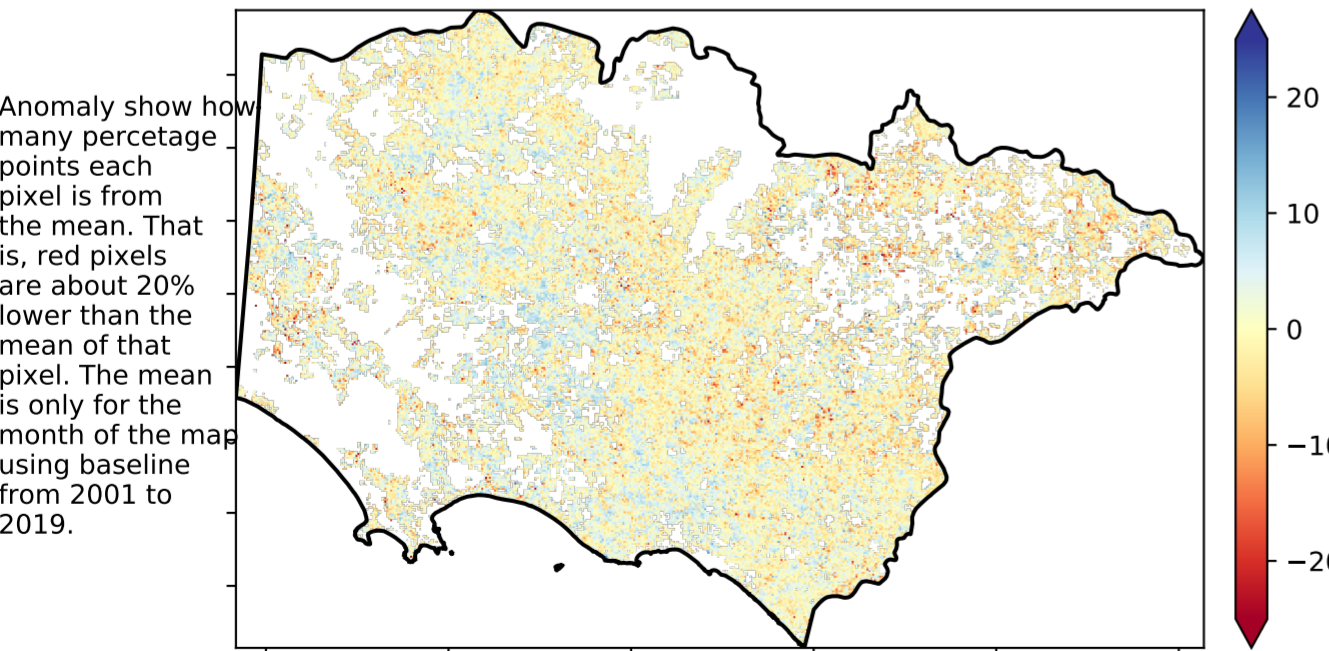 Anomaly show how
many percetage
points each
pixel is from
the mean. That
is, red pixels
are about 20%
lower than the
mean of that
pixel. The mean
is only for the
month of the map
using baseline
from 2001 to
2019.
20
10
0
−10
−20